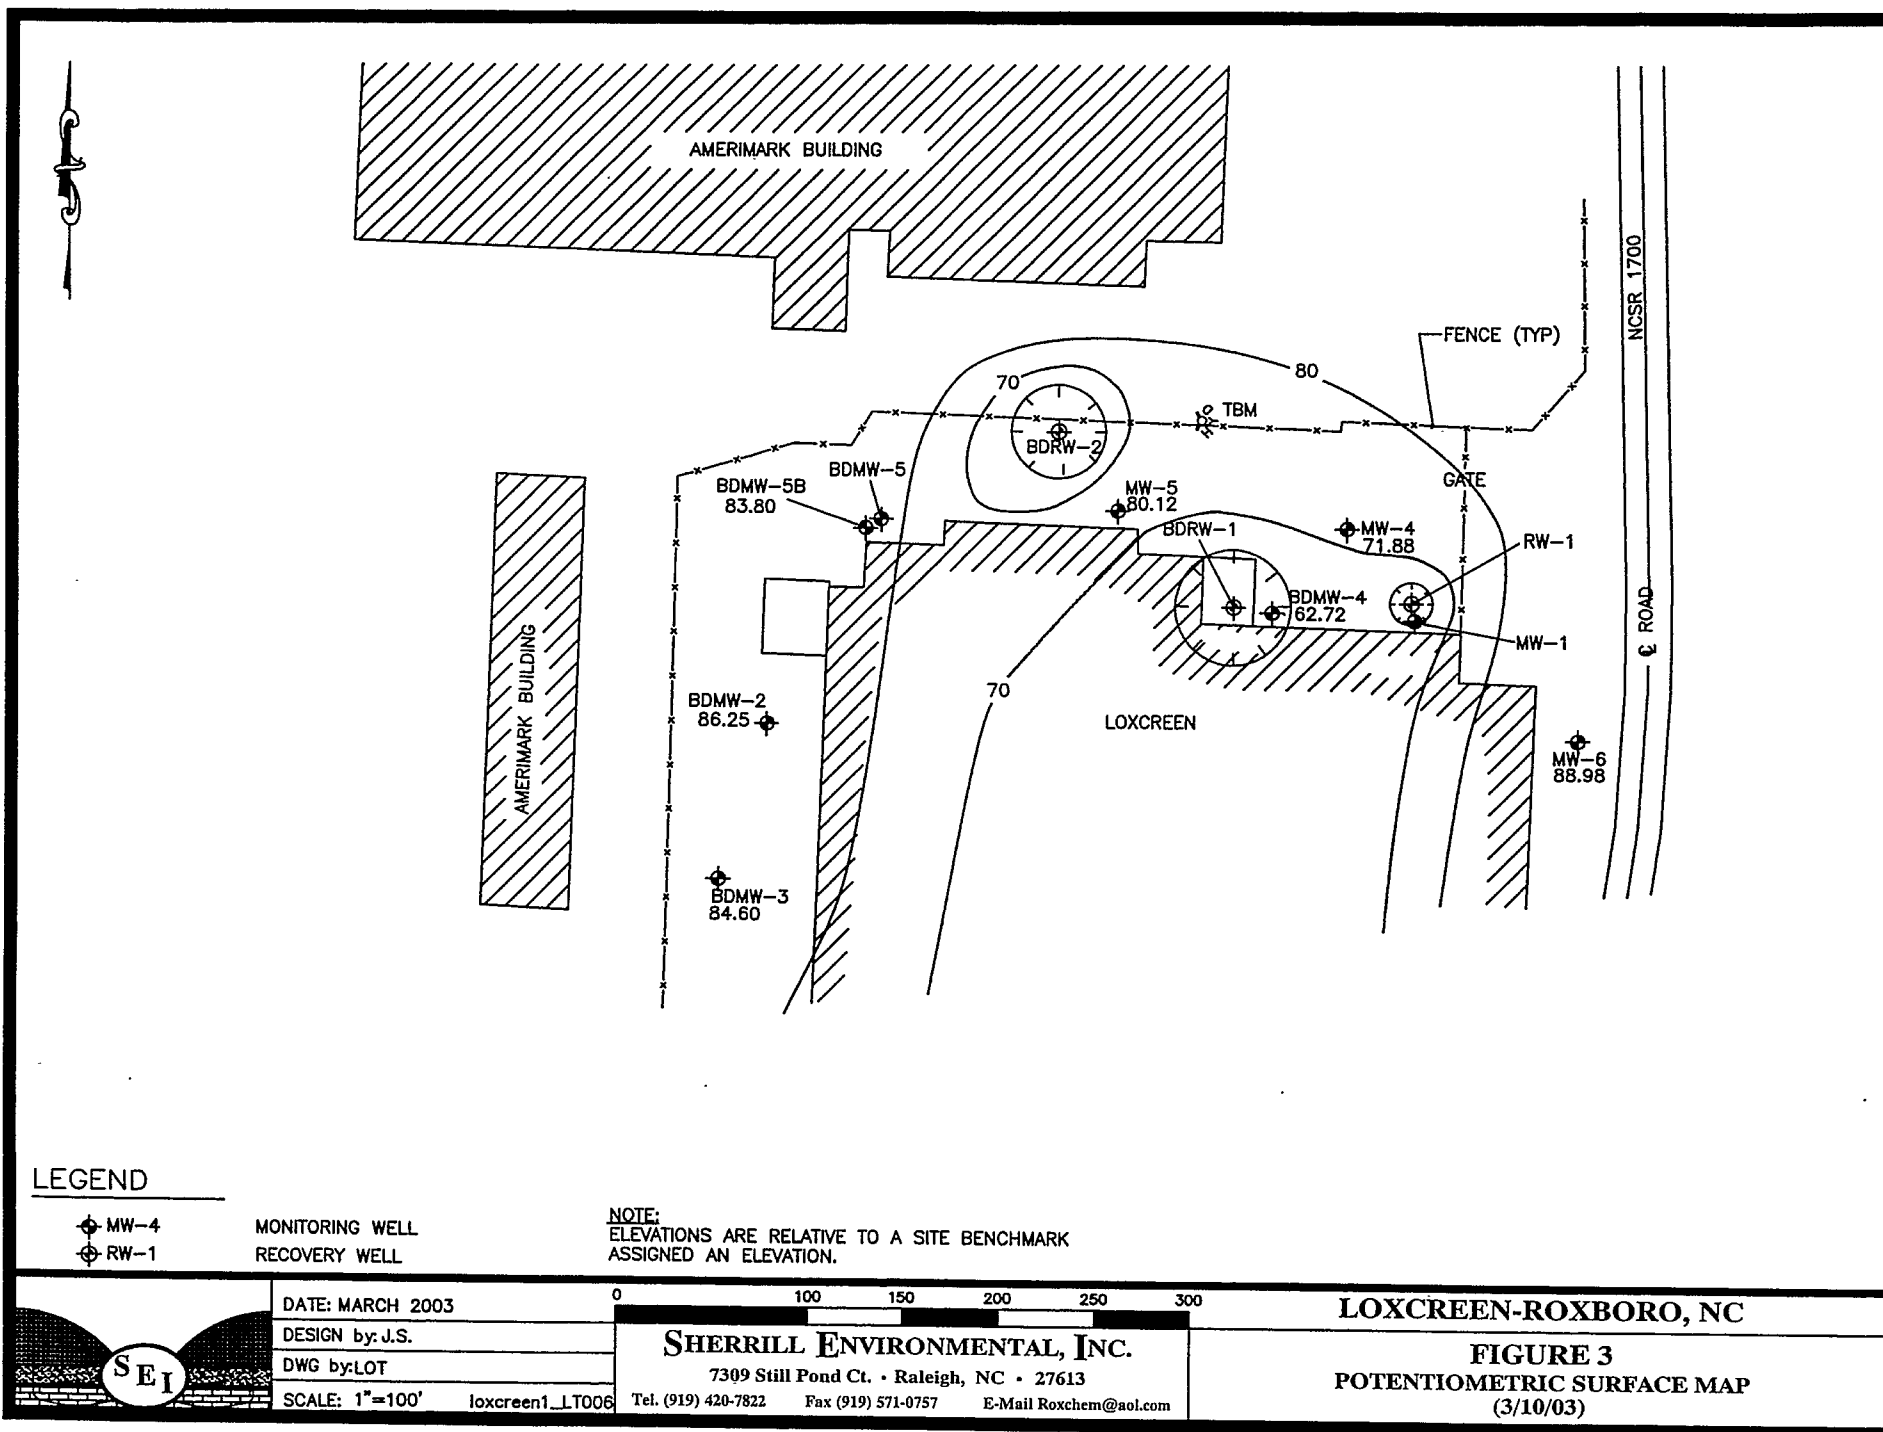 AMERIMARK BUILDING
NCSR 1700
FENCE (TYP)
80
70
TBM
BDRW-2
BDMW-5
GATE
BDMW-5B
83.80
MW-5
80.12
BDRW-1
MW-4
71.88
RW-1
BDMW-4
62.72
℄ ROAD
MW-1
AMERIMARK BUILDING
BDMW-2
86.25
70
LOXCREEN
MW-6
88.98
BDMW-3
84.60
LEGEND
MW-4 MONITORING WELL
RW-1 RECOVERY WELL
NOTE:
ELEVATIONS ARE RELATIVE TO A SITE BENCHMARK
ASSIGNED AN ELEVATION.
SEI
DATE: MARCH 2003
DESIGN by: J.S.
DWG by:LOT
SCALE: 1"=100' loxcreen1_LT006
0 100 150 200 250 300
SHERRILL ENVIRONMENTAL, INC.
7309 Still Pond Ct. • Raleigh, NC • 27613
Tel. (919) 420-7822 Fax (919) 571-0757 E-Mail Roxchem@aol.com
LOXCREEN-ROXBORO, NC
FIGURE 3
POTENTIOMETRIC SURFACE MAP
(3/10/03)